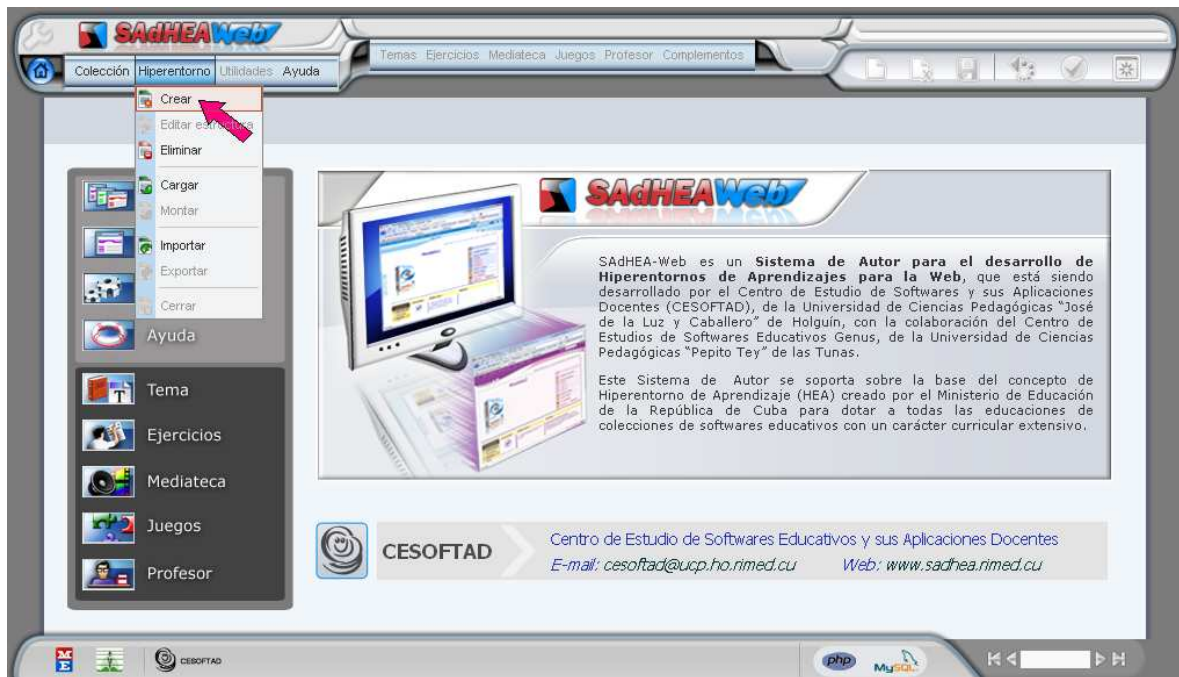 SAdHEAWeb
Temas Ejercicios Mediateca Juegos Profesor Complementos
Colección Hiperentorno Utilidades Ayuda
Crear
Editar estructura
Eliminar
Cargar
Montar
Importar
Exportar
Cerrar
Ayuda
Tema
Ejercicios
Mediateca
Juegos
Profesor
SAdHEAWeb
SAdHEA-Web es un Sistema de Autor para el desarrollo de
Hiperentornos de Aprendizajes para la Web, que está siendo
desarrollado por el Centro de Estudio de Softwares y sus Aplicaciones
Docentes (CESOFTAD), de la Universidad de Ciencias Pedagógicas "José
de la Luz y Caballero" de Holguín, con la colaboración del Centro de
Estudios de Softwares Educativos Genus, de la Universidad de Ciencias
Pedagógicas "Pepito Tey" de las Tunas.
Este Sistema de Autor se soporta sobre la base del concepto de
Hiperentorno de Aprendizaje (HEA) creado por el Ministerio de Educación
de la República de Cuba para dotar a todas las educaciones de
colecciones de softwares educativos con un carácter curricular extensivo.
CESOFTAD
Centro de Estudio de Softwares Educativos y sus Aplicaciones Docentes
E-mail: cesoftad@ucp.ho.rimed.cu Web: www.sadhea.rimed.cu
ME
CESOFTAD
php
MySQL